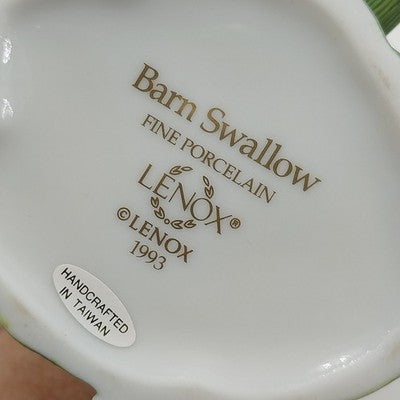 Barn Swallow
FINE PORCELAIN
LENOX®
©LENOX
1993
HANDCRAFTED
IN TAIWAN